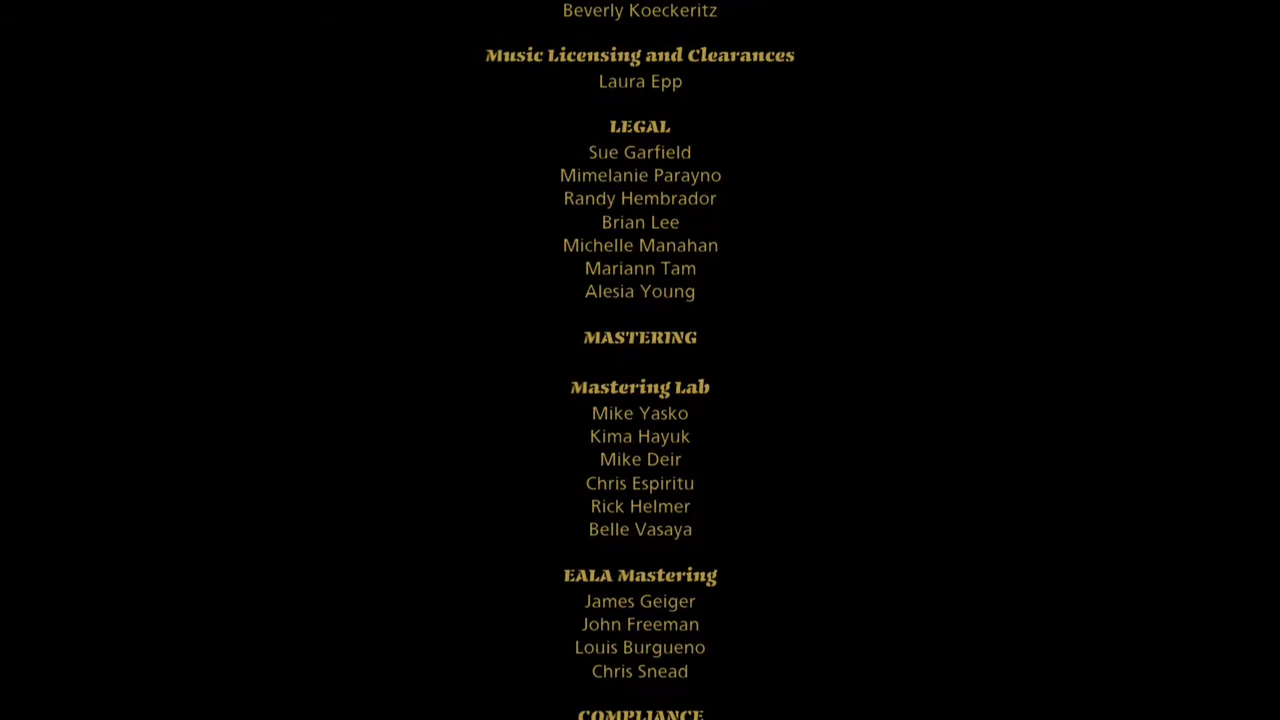 Beverly Koeckeritz
Music Licensing and Clearances
Laura Epp
LEGAL
Sue Garfield
Mimelanie Parayno
Randy Hembrador
Brian Lee
Michelle Manahan
Mariann Tam
Alesia Young
MASTERING
Mastering Lab
Mike Yasko
Kima Hayuk
Mike Deir
Chris Espiritu
Rick Helmer
Belle Vasaya
EALA Mastering
James Geiger
John Freeman
Louis Burgueno
Chris Snead
COMPLIANCE